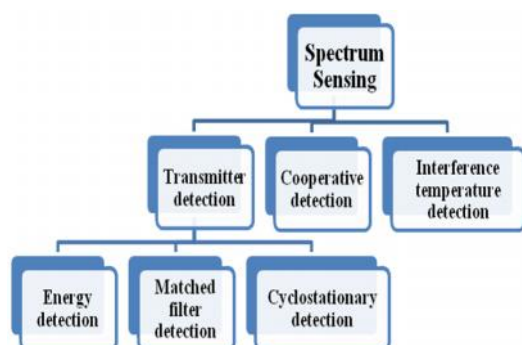 Spectrum
Sensing
Transmitter
detection
Cooperative
detection
Interference
temperature
detection
Energy
detection
Matched
filter
detection
Cyclostationary
detection